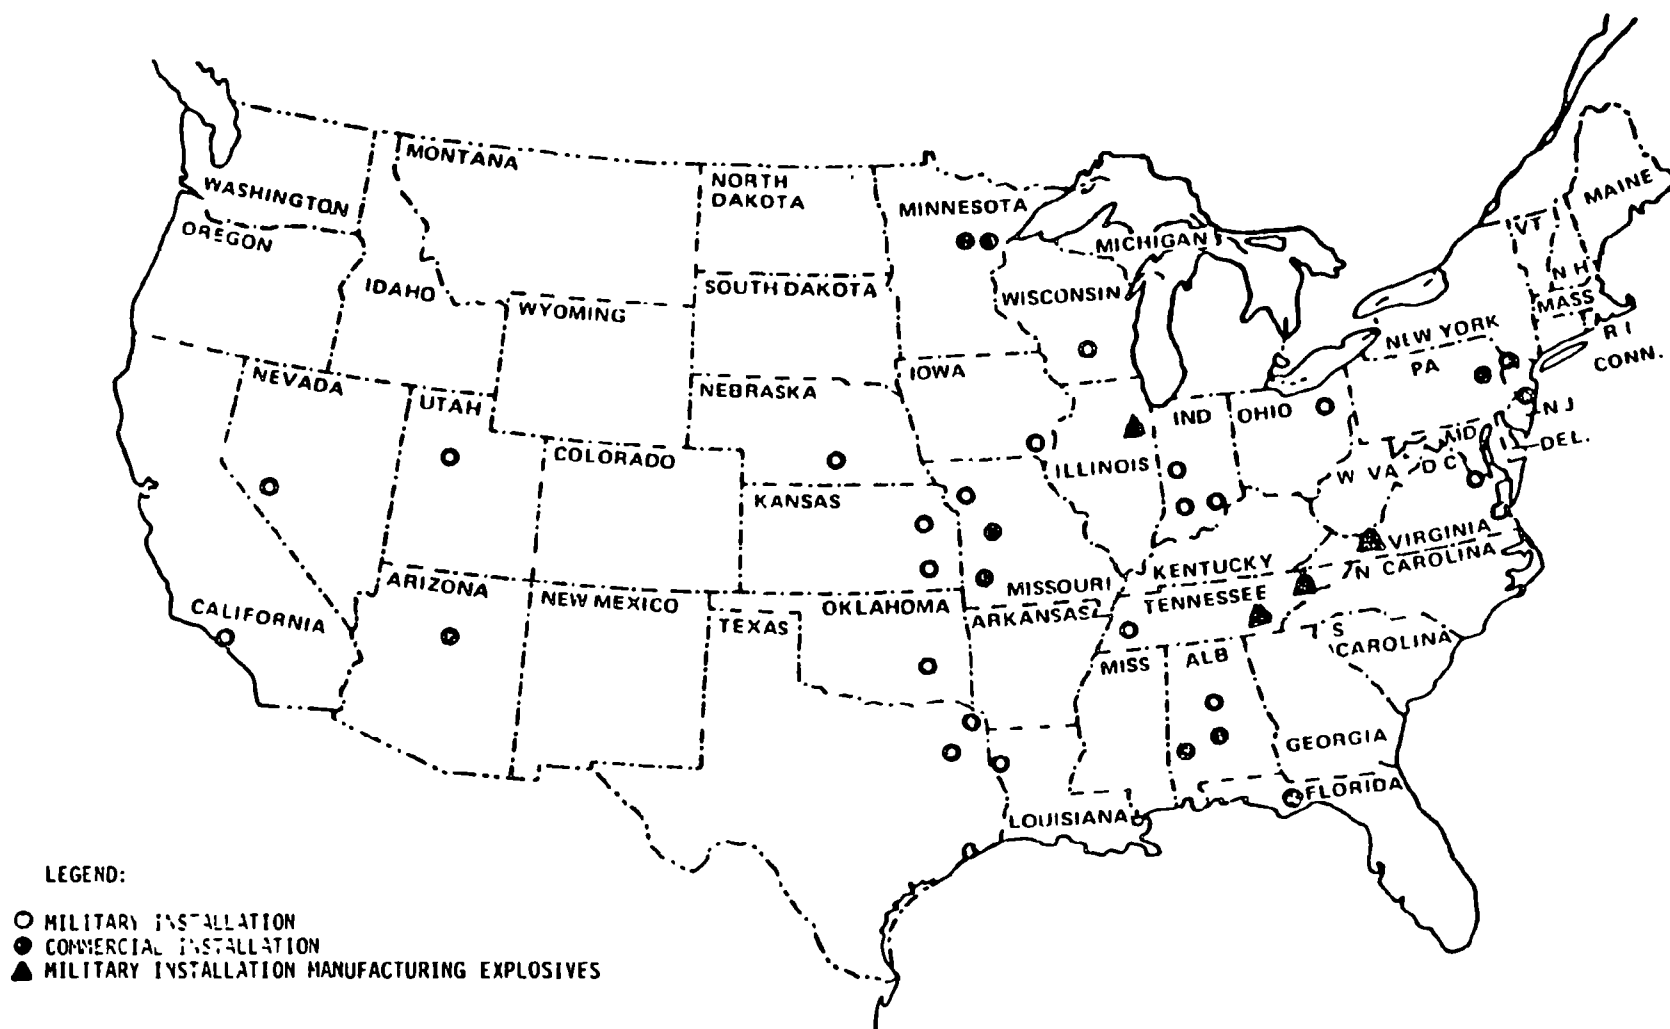 WASHINGTON
MONTANA
NORTH
DAKOTA
MINNESOTA
MAINE
OREGON
IDAHO
WYOMING
SOUTH DAKOTA
MICHIGAN
WISCONSIN
VT
N H
MASS
R I
CONN.
NEW YORK
PA
NEVADA
UTAH
NEBRASKA
IOWA
IND
OHIO
N J
DEL.
MD
D C
W VA
COLORADO
KANSAS
ILLINOIS
VIRGINIA
CALIFORNIA
ARIZONA
NEW MEXICO
TEXAS
OKLAHOMA
MISSOURI
ARKANSAS
KENTUCKY
TENNESSEE
N CAROLINA
S
CAROLINA
MISS
ALB
GEORGIA
FLORIDA
LOUISIANA
LEGEND:
MILITARY INSTALLATION
COMMERCIAL INSTALLATION
MILITARY INSTALLATION MANUFACTURING EXPLOSIVES